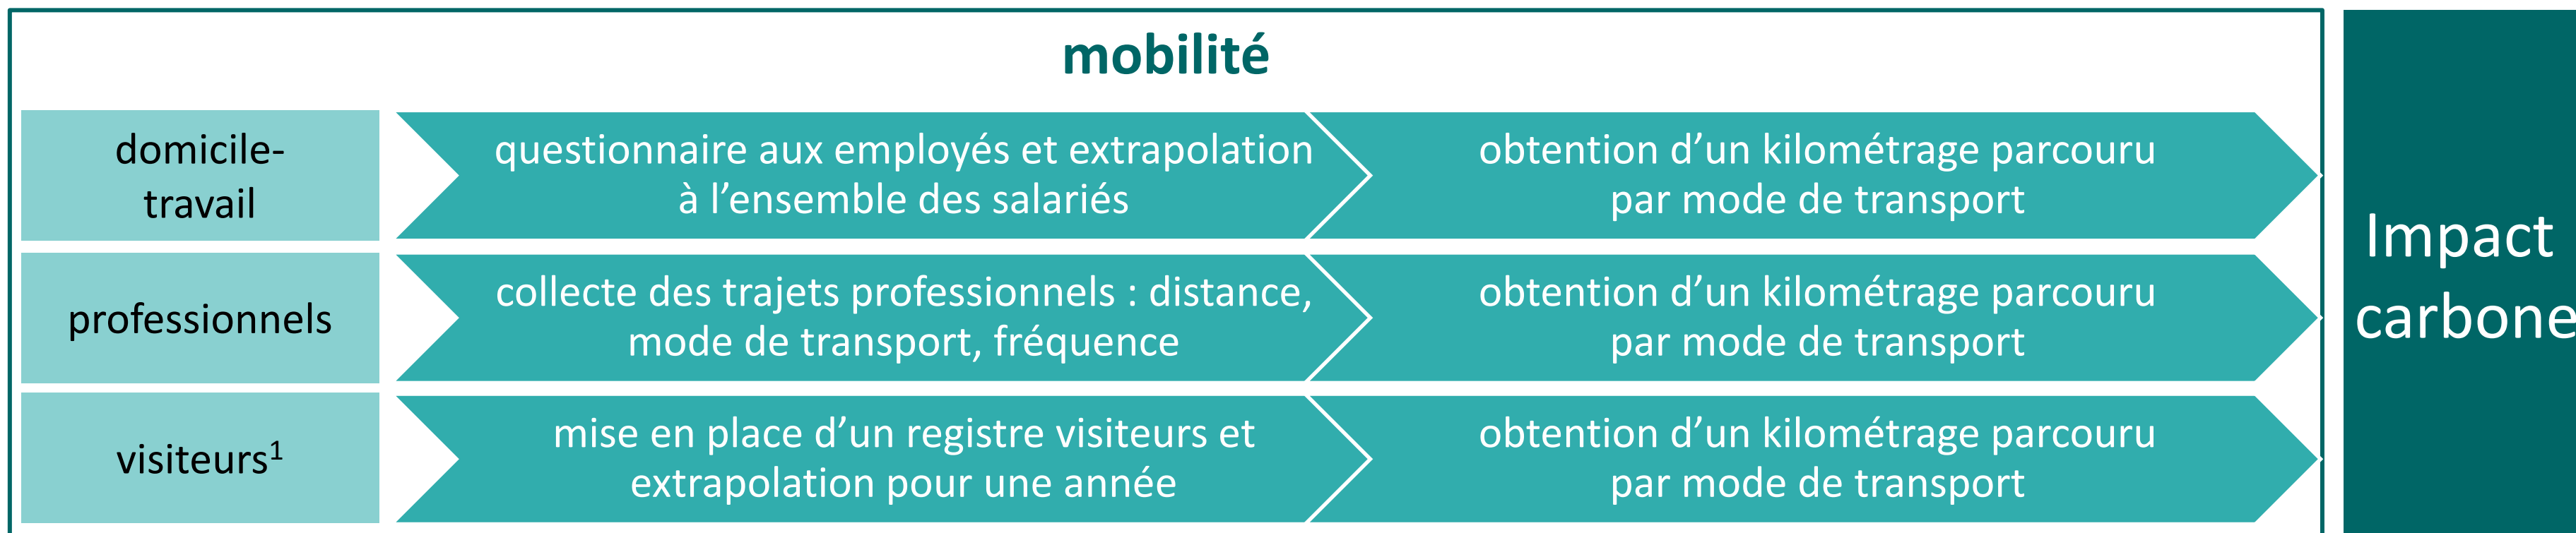 mobilité
domicile-
travail
questionnaire aux employés et extrapolation
à l’ensemble des salariés
obtention d’un kilométrage parcouru
par mode de transport
professionnels
collecte des trajets professionnels : distance,
mode de transport, fréquence
obtention d’un kilométrage parcouru
par mode de transport
visiteurs¹
mise en place d’un registre visiteurs et
extrapolation pour une année
obtention d’un kilométrage parcouru
par mode de transport
Impact
carbone